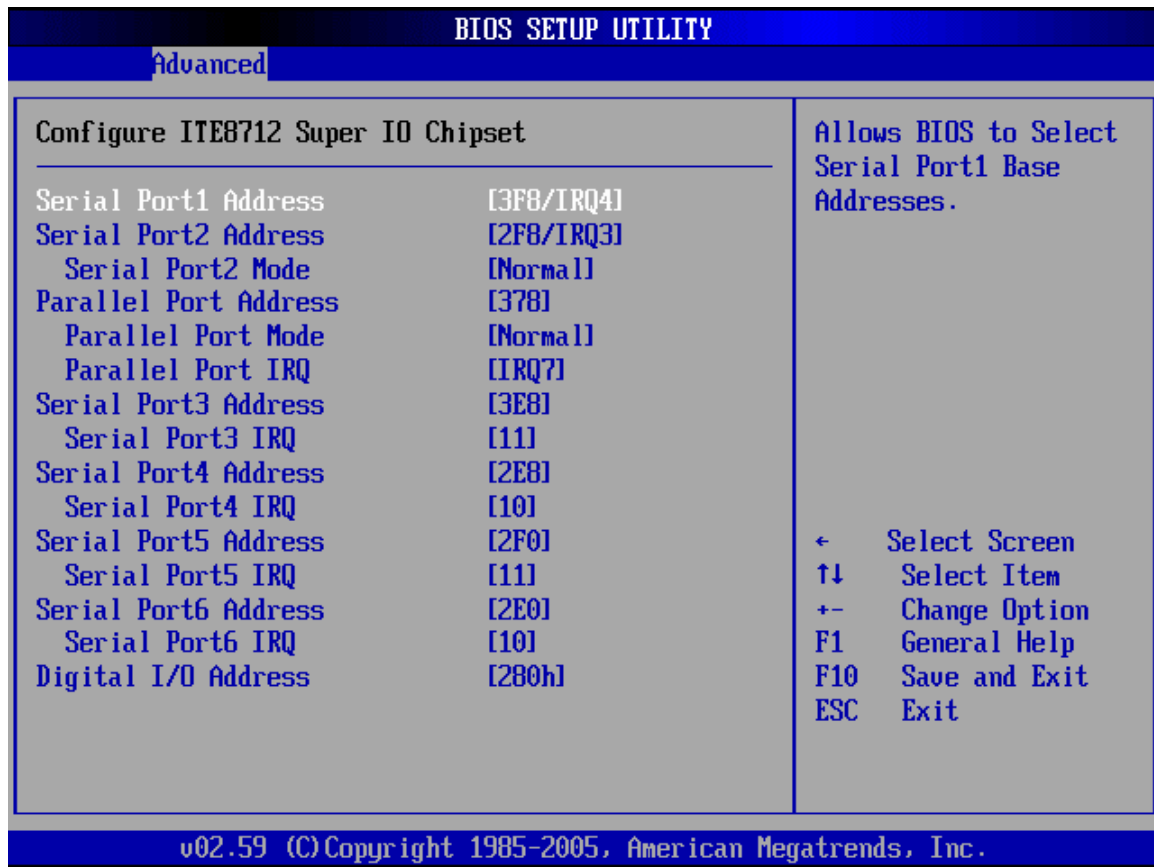 BIOS SETUP UTILITY
Advanced
Configure ITE8712 Super IO Chipset
Serial Port1 Address [3F8/IRQ4]
Serial Port2 Address [2F8/IRQ3]
Serial Port2 Mode [Normal]
Parallel Port Address [378]
Parallel Port Mode [Normal]
Parallel Port IRQ [IRQ7]
Serial Port3 Address [3E8]
Serial Port3 IRQ [11]
Serial Port4 Address [2E8]
Serial Port4 IRQ [10]
Serial Port5 Address [2F0]
Serial Port5 IRQ [11]
Serial Port6 Address [2E0]
Serial Port6 IRQ [10]
Digital I/O Address [280h]
Allows BIOS to Select
Serial Port1 Base
Addresses.
← Select Screen
↑↓ Select Item
+- Change Option
F1 General Help
F10 Save and Exit
ESC Exit
v02.59 (C)Copyright 1985-2005, American Megatrends, Inc.